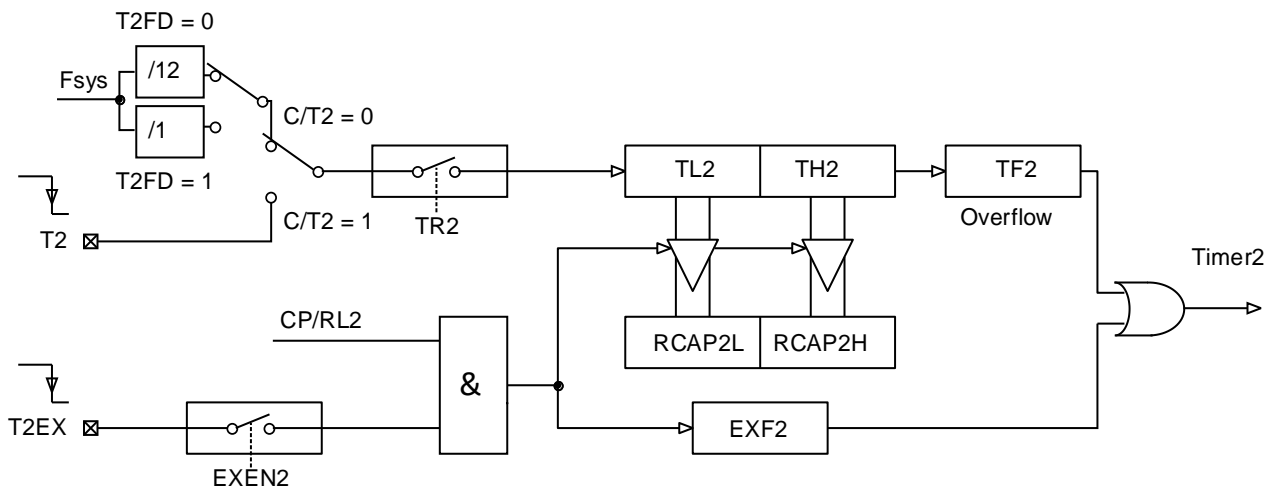 T2FD = 0
Fsys
/12
C/T2 = 0
/1
T2FD = 1
TL2
TH2
TF2
Overflow
T2
C/T2 = 1
TR2
Timer2
CP/RL2
RCAP2L
RCAP2H
&
T2EX
EXF2
EXEN2